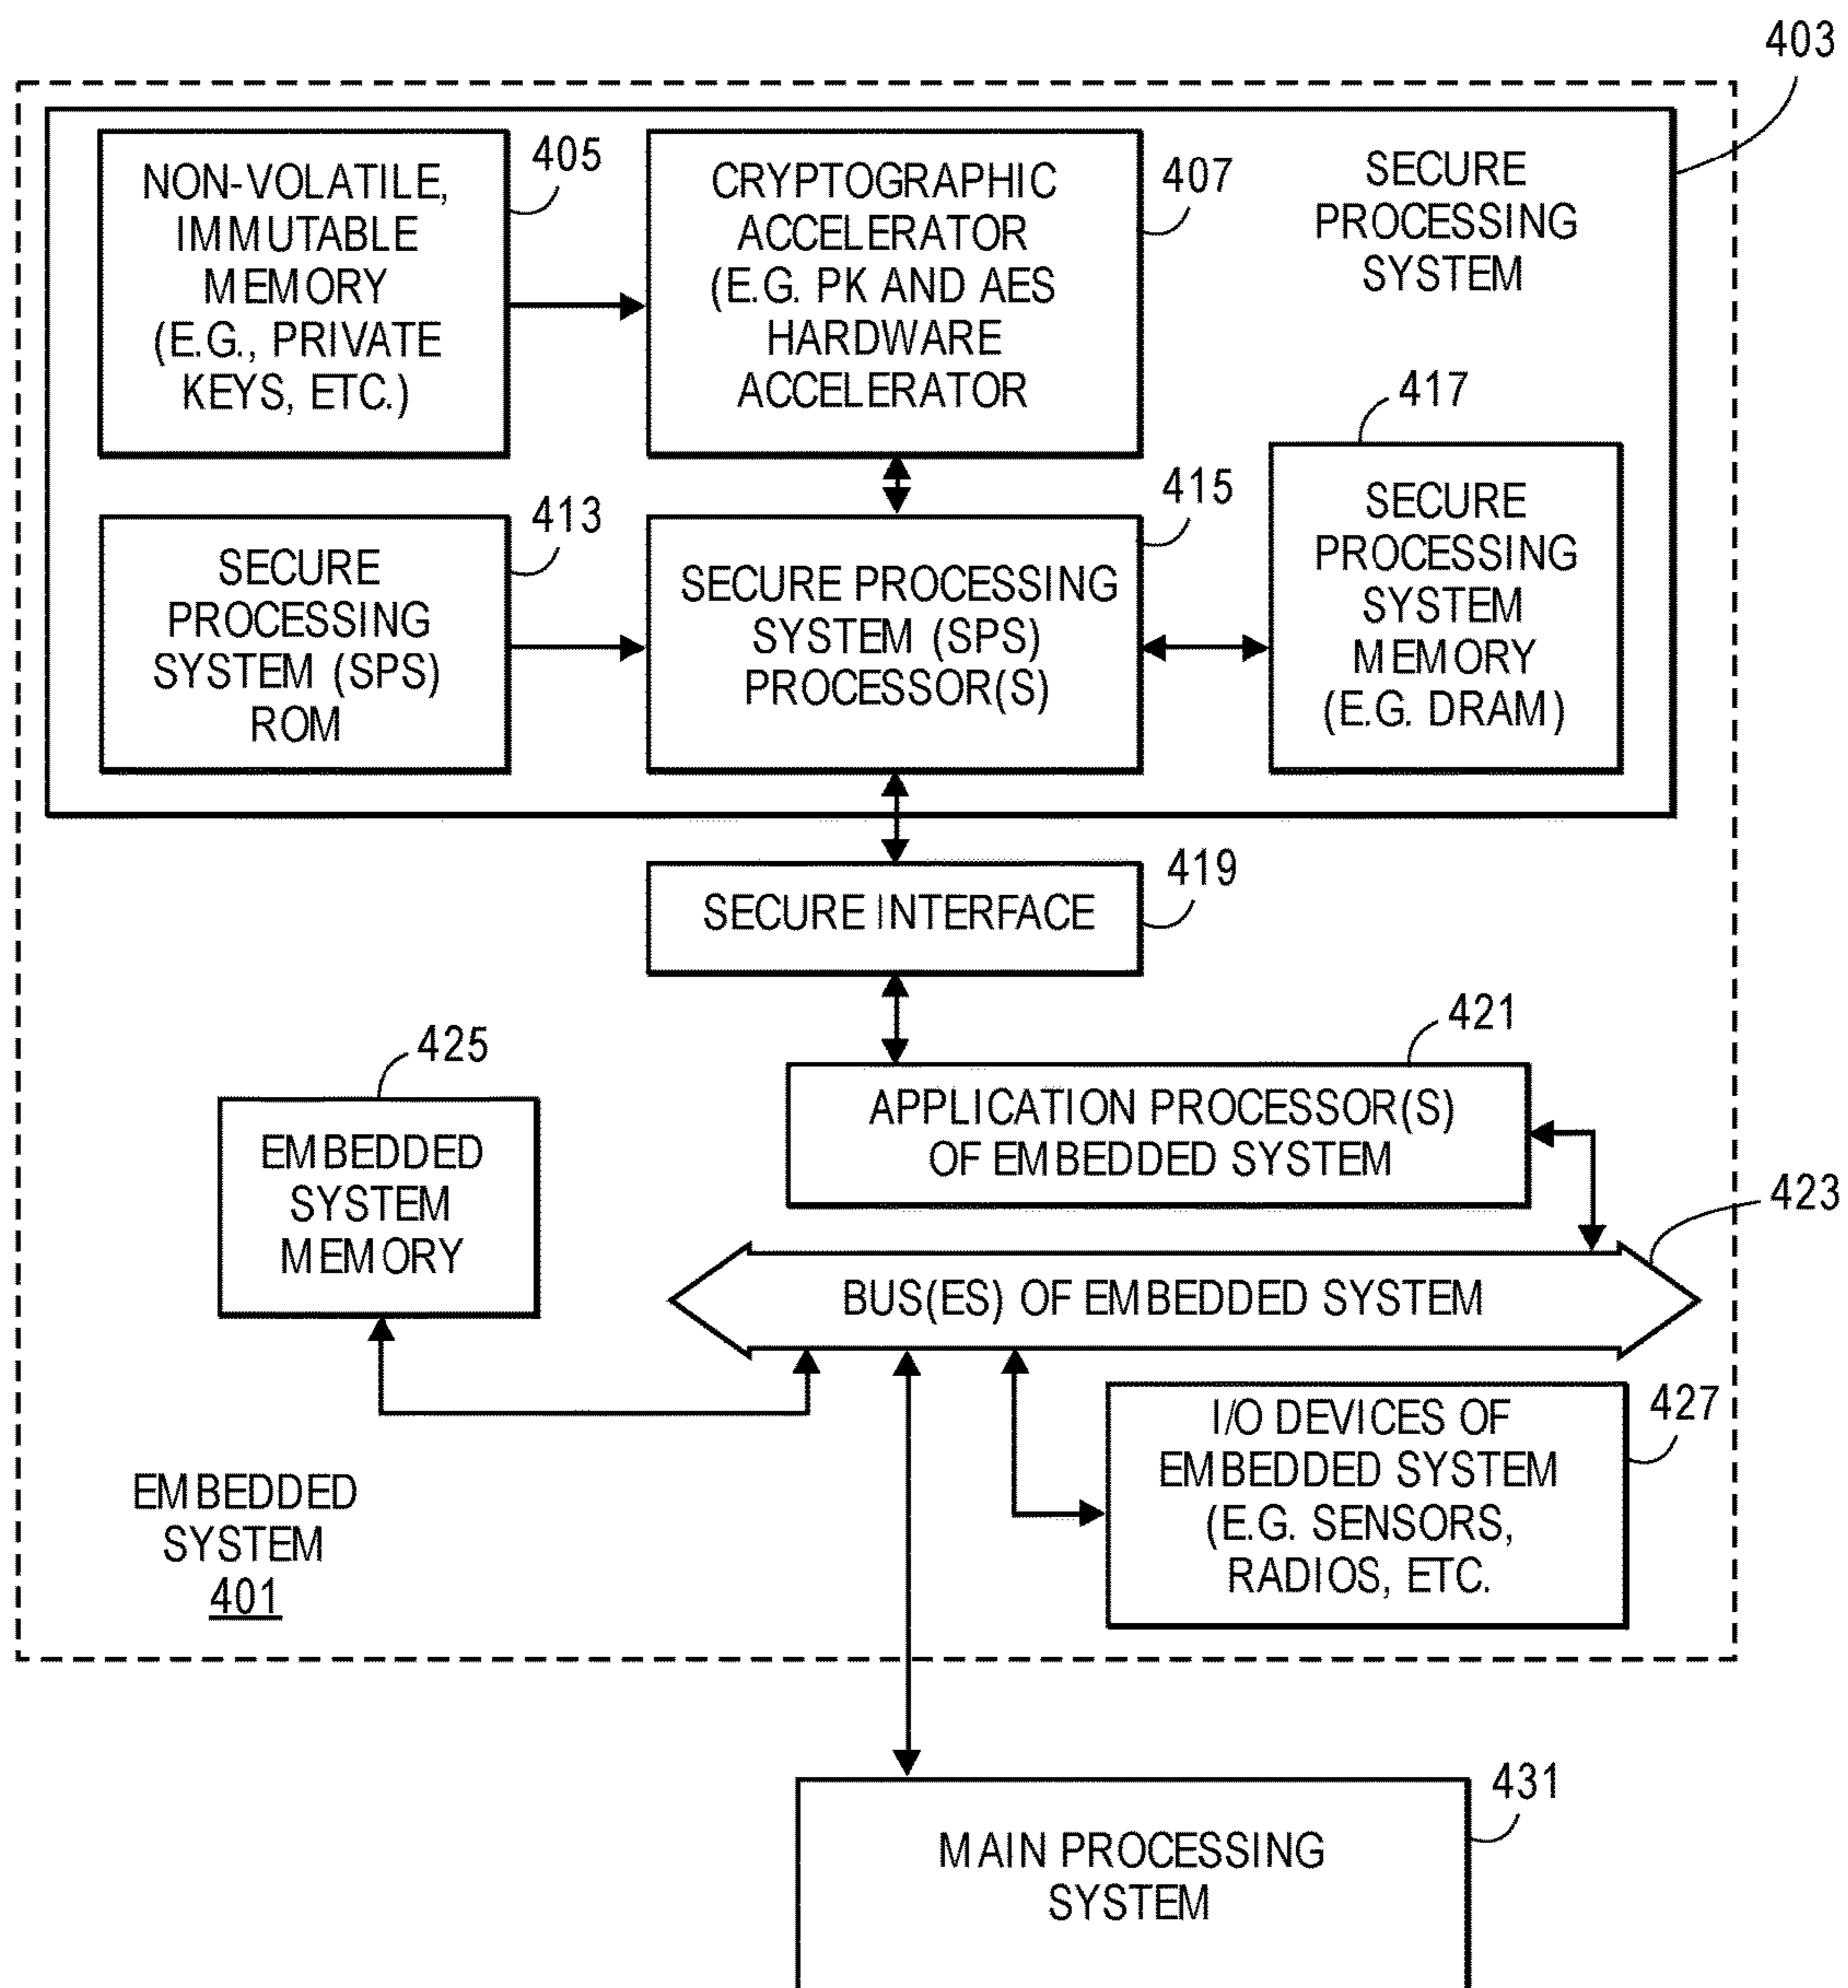 403
NON-VOLATILE,
IMMUTABLE
MEMORY
(E.G., PRIVATE
KEYS, ETC.)
405
CRYPTOGRAPHIC
ACCELERATOR
(E.G. PK AND AES
HARDWARE
ACCELERATOR
407
SECURE
PROCESSING
SYSTEM
417
SECURE
PROCESSING
SYSTEM
MEMORY
(E.G. DRAM)
413
SECURE
PROCESSING
SYSTEM (SPS)
ROM
415
SECURE PROCESSING
SYSTEM (SPS)
PROCESSOR(S)
419
SECURE INTERFACE
421
APPLICATION PROCESSOR(S)
OF EMBEDDED SYSTEM
425
EMBEDDED
SYSTEM
MEMORY
423
BUS(ES) OF EMBEDDED SYSTEM
427
I/O DEVICES OF
EMBEDDED SYSTEM
(E.G. SENSORS,
RADIOS, ETC.
EMBEDDED
SYSTEM
401
431
MAIN PROCESSING
SYSTEM